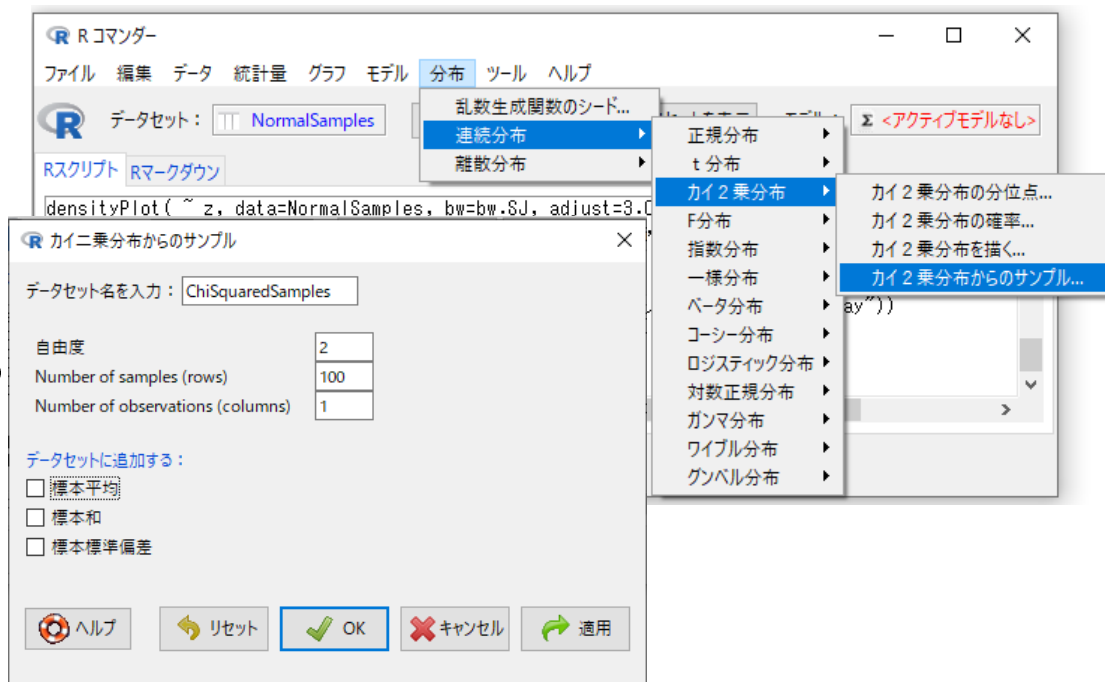 R コマンダー
ファイル 編集 データ 統計量 グラフ モデル 分布 ツール ヘルプ
データセット： NormalSamples
Σ <アクティブモデルなし>
乱数生成関数のシード...
連続分布
離散分布
Rスクリプト Rマークダウン
densityPlot( ~ z, data=NormalSamples, bw=bw.SJ, adjust=3.0
ay"))
正規分布
t 分布
カイ２乗分布
F分布
指数分布
一様分布
ベータ分布
コーシー分布
ロジスティック分布
対数正規分布
ガンマ分布
ワイブル分布
グンベル分布
カイ２乗分布の分位点...
カイ２乗分布の確率...
カイ２乗分布を描く...
カイ２乗分布からのサンプル...
カイ二乗分布からのサンプル
データセット名を入力： ChiSquaredSamples
自由度 2
Number of samples (rows) 100
Number of observations (columns) 1
データセットに追加する：
標本平均
標本和
標本標準偏差
ヘルプ リセット OK キャンセル 適用